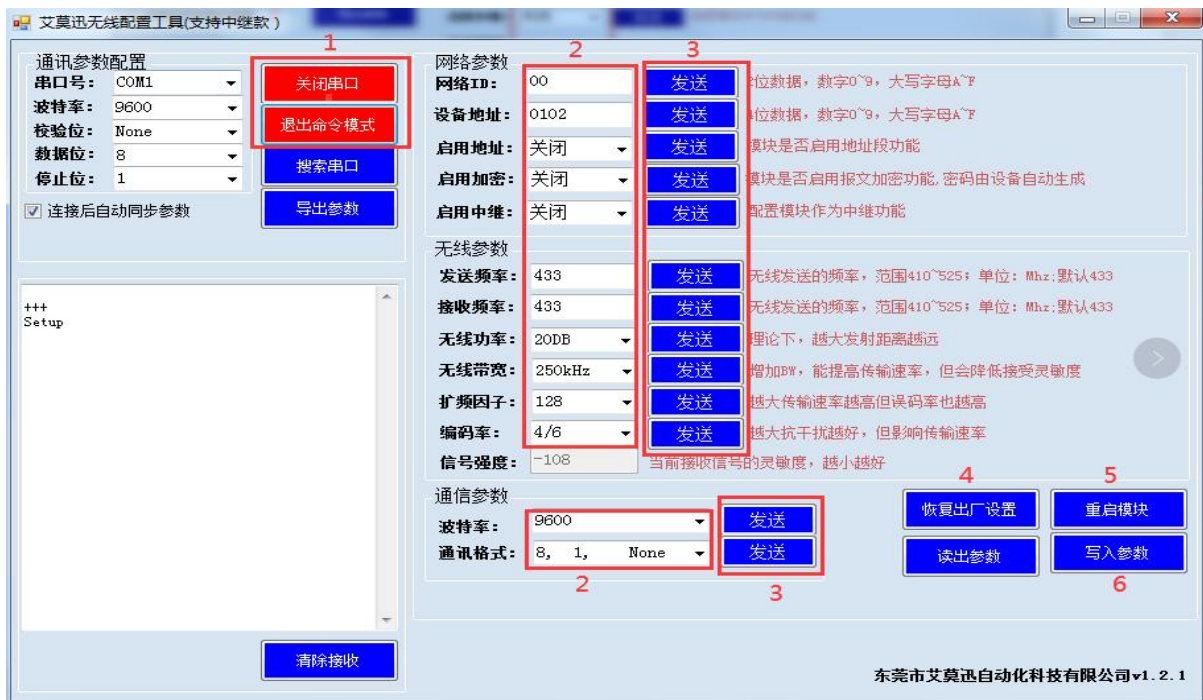 艾莫迅无线配置工具(支持中继款)
1
通讯参数配置
串口号: COM1
波特率: 9600
校验位: None
数据位: 8
停止位: 1
连接后自动同步参数
关闭串口
退出命令模式
搜索串口
导出参数
+++
Setup
清除接收
2 3
网络参数
网络ID: 00 发送 位数据,数字0~9,大写字母A~F
设备地址: 0102 发送 位数据,数字0~9,大写字母A~F
启用地址: 关闭 发送 模块是否启用地址段功能
启用加密: 关闭 发送 模块是否启用报文加密功能,密码由设备自动生成
启用中继: 关闭 发送 配置模块作为中继功能
无线参数
发送频率: 433 发送 无线发送的频率,范围410~525;单位:Mhz;默认433
接收频率: 433 发送 无线发送的频率,范围410~525;单位:Mhz;默认433
无线功率: 20DB 发送 理论下,越大发射距离越远
无线带宽: 250kHz 发送 增加BW,能提高传输速率,但会降低接受灵敏度
扩频因子: 128 发送 越大传输速率越高但误码率也越高
编码率: 4/6 发送 越大抗干扰越好,但影响传输速率
信号强度: -108 当前接收信号的灵敏度,越小越好
通信参数
波特率: 9600 发送
通讯格式: 8, 1, None 发送
2 3
4 5
恢复出厂设置 重启模块
读出参数 写入参数
6
东莞市艾莫迅自动化科技有限公司v1.2.1